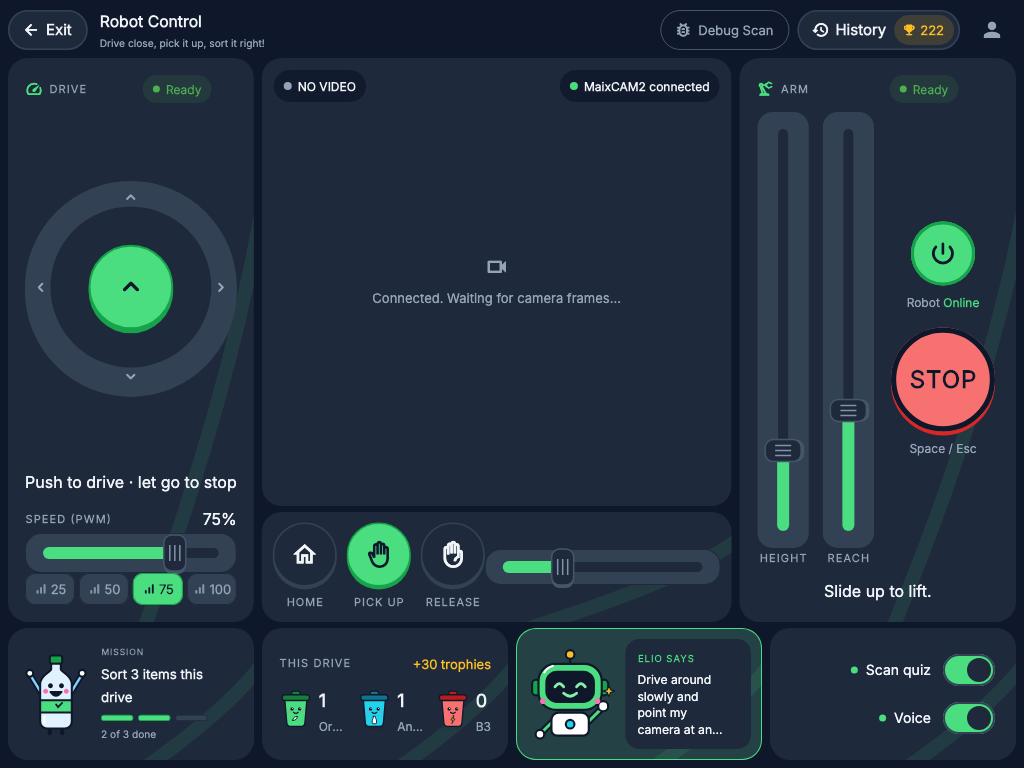 Exit
Robot Control
Drive close, pick it up, sort it right!
Debug Scan
History
222
DRIVE
Ready
Push to drive · let go to stop
SPEED (PWM)
75%
25
50
75
100
NO VIDEO
MaixCAM2 connected
Connected. Waiting for camera frames...
HOME
PICK UP
RELEASE
ARM
Ready
HEIGHT
REACH
Robot Online
STOP
Space / Esc
Slide up to lift.
MISSION
Sort 3 items this
drive
2 of 3 done
THIS DRIVE
+30 trophies
1
Or...
1
An...
0
B3
ELIO SAYS
Drive around
slowly and
point my
camera at an...
Scan quiz
Voice